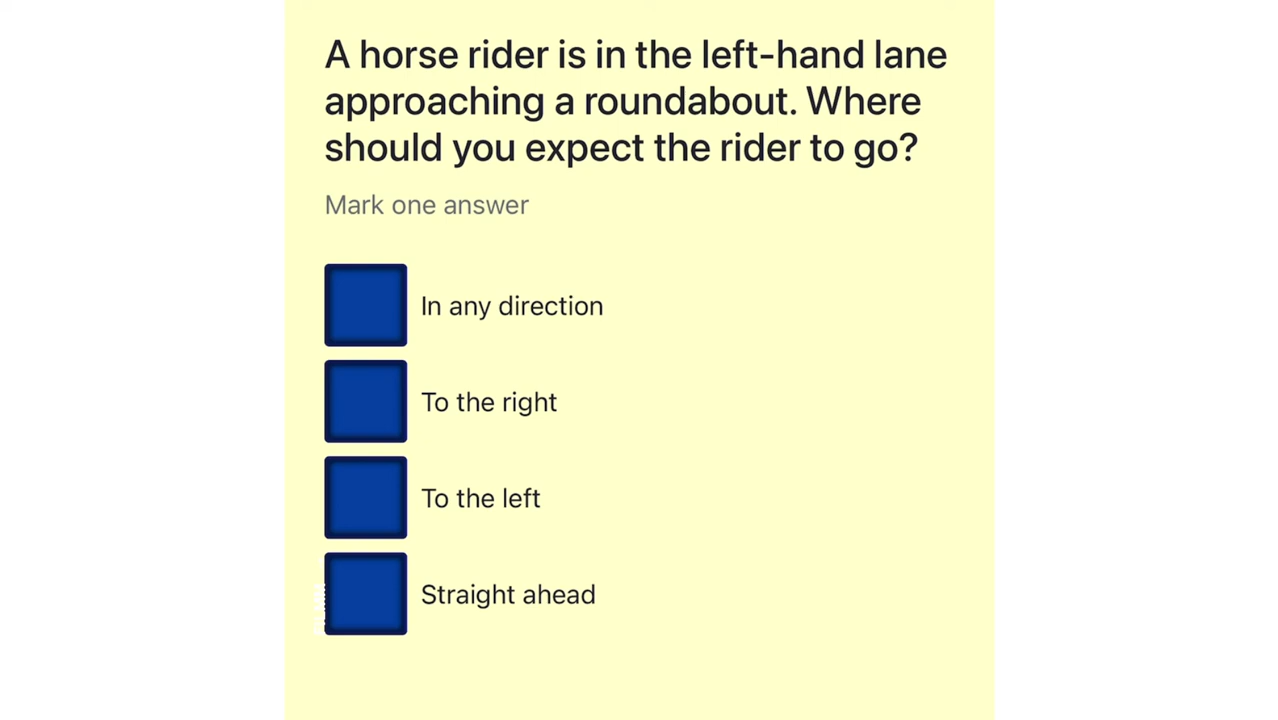 A horse rider is in the left-hand lane
approaching a roundabout. Where
should you expect the rider to go?
Mark one answer
In any direction
To the right
To the left
Straight ahead